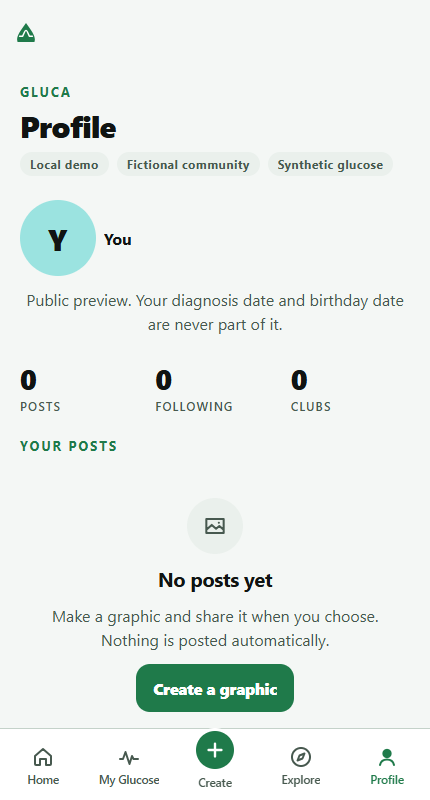 GLUCA
Profile
Local demo
Fictional community
Synthetic glucose
Y
You
Public preview. Your diagnosis date and birthday date
are never part of it.
0
POSTS
0
FOLLOWING
0
CLUBS
YOUR POSTS
No posts yet
Make a graphic and share it when you choose.
Nothing is posted automatically.
Create a graphic
Home
My Glucose
Create
Explore
Profile